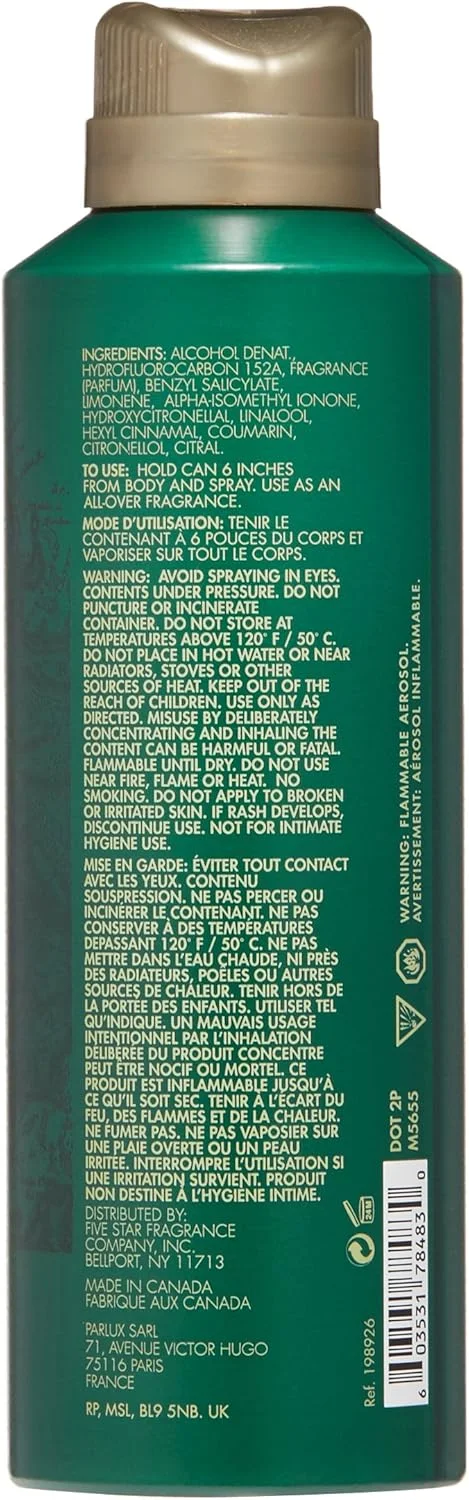 INGREDIENTS: ALCOHOL DENAT.,
HYDROFLUOROCARBON 152A, FRAGRANCE
(PARFUM), BENZYL SALICYLATE,
LIMONENE, ALPHA-ISOMETHYL IONONE,
HYDROXYCITRONELLAL, LINALOOL,
HEXYL CINNAMAL, COUMARIN,
CITRONELLOL, CITRAL.
TO USE: HOLD CAN 6 INCHES
FROM BODY AND SPRAY. USE AS AN
ALL-OVER FRAGRANCE.
MODE D'UTILISATION: TENIR LE
CONTENANT À 6 POUCES DU CORPS ET
VAPORISER SUR TOUT LE CORPS.
WARNING: AVOID SPRAYING IN EYES.
CONTENTS UNDER PRESSURE. DO NOT
PUNCTURE OR INCINERATE
CONTAINER. DO NOT STORE AT
TEMPERATURES ABOVE 120° F / 50° C.
DO NOT PLACE IN HOT WATER OR NEAR
RADIATORS, STOVES OR OTHER
SOURCES OF HEAT. KEEP OUT OF THE
REACH OF CHILDREN. USE ONLY AS
DIRECTED. MISUSE BY DELIBERATELY
CONCENTRATING AND INHALING THE
CONTENT CAN BE HARMFUL OR FATAL.
FLAMMABLE UNTIL DRY. DO NOT USE
NEAR FIRE, FLAME OR HEAT. NO
SMOKING. DO NOT APPLY TO BROKEN
OR IRRITATED SKIN. IF RASH DEVELOPS,
DISCONTINUE USE. NOT FOR INTIMATE
HYGIENE USE.
MISE EN GARDE: ÉVITER TOUT CONTACT
AVEC LES YEUX. CONTENU
SOUSPRESSION. NE PAS PERCER OU
INCINÉRER LE CONTENANT. NE PAS
CONSERVER À DES TEMPÉRATURES
DEPASSANT 120° F / 50° C. NE PAS
METTRE DANS L'EAU CHAUDE, NI PRÈS
DES RADIATEURS, POÊLES OU AUTRES
SOURCES DE CHALEUR. TENIR HORS DE
LA PORTÉE DES ENFANTS. UTILISER TEL
QU'INDIQUE. UN MAUVAIS USAGE
INTENTIONNEL PAR L'INHALATION
DÉLIBÉRÉE DU PRODUIT CONCENTRE
PEUT ÊTRE NOCIF OU MORTEL. CE
PRODUIT EST INFLAMMABLE JUSQU'À
CE QU'IL SOIT SEC. TENIR À L'ÉCART DU
FEU, DES FLAMMES ET DE LA CHALEUR.
NE FUMER PAS. NE PAS VAPORISER SUR
UNE PLAIE OUVERTE OU UN PEAU
IRRITÉE. INTERROMPRE L'UTILISATION SI
UNE IRRITATION SURVIENT. PRODUIT
NON DESTINE À L'HYGIÈNE INTIME.
DISTRIBUTED BY:
FIVE STAR FRAGRANCE
COMPANY, INC.
BELLPORT, NY 11713
MADE IN CANADA
FABRIQUE AUX CANADA
PARLUX SARL
71, AVENUE VICTOR HUGO
75116 PARIS
FRANCE
RP, MSL, BL9 5NB. UK
24M
Ref. 198926
WARNING: FLAMMABLE AEROSOL.
AVERTISSEMENT: AÉROSOL INFLAMMABLE.
DOT 2P
M5655
6 03531 78483 0